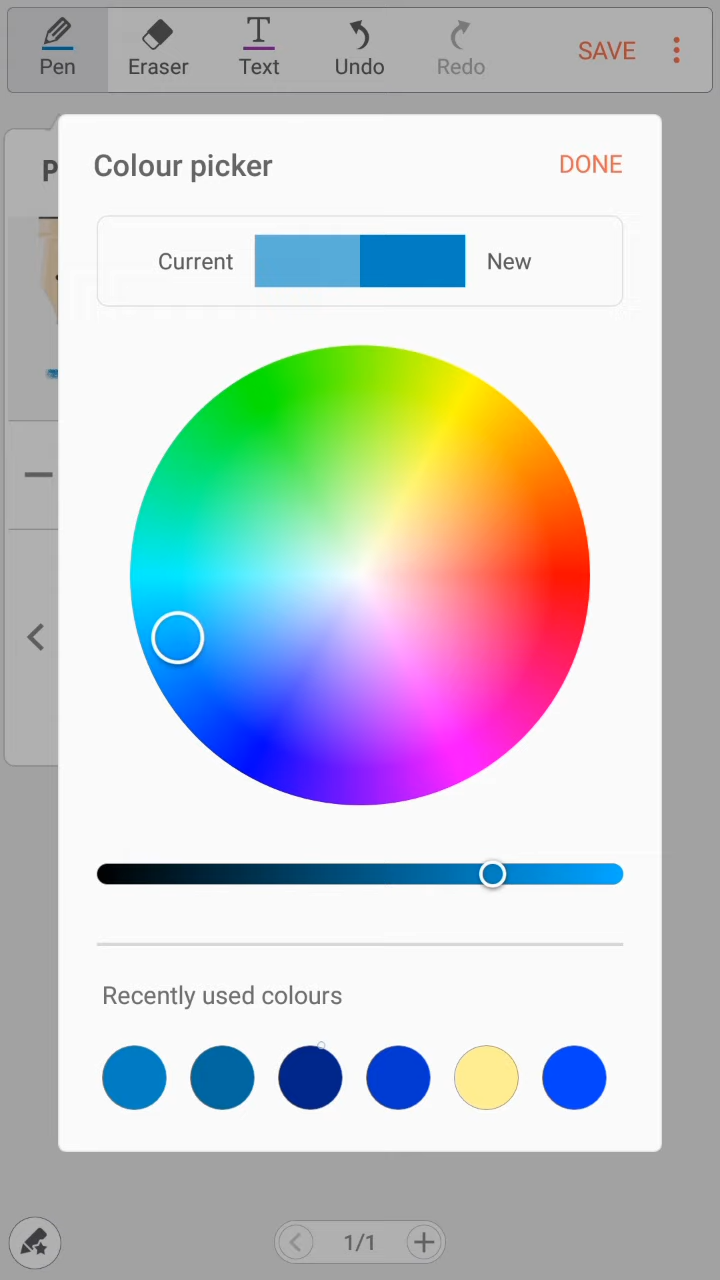 Pen Eraser Text Undo Redo SAVE
P
Colour picker DONE
Current New
Recently used colours
1/1